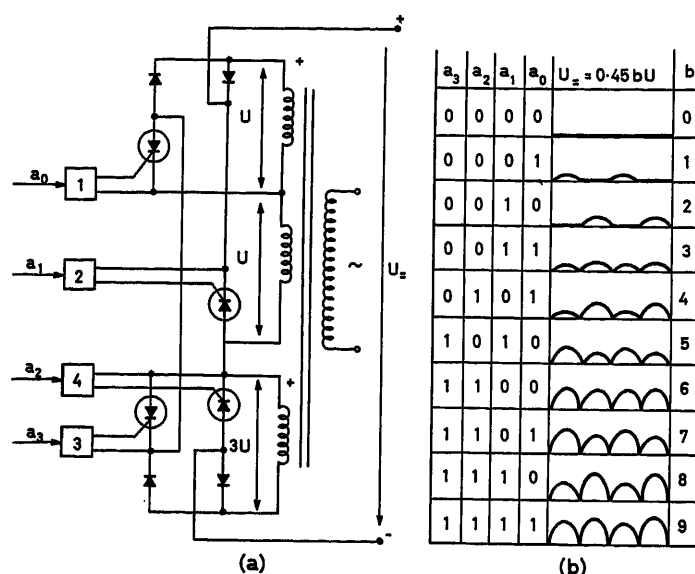 +
+
U
a₀
1
U
a₁
2
~
U₌
a₂
4
+
a₃
3
3U
-
(a)
a₃ a₂ a₁ a₀ U₌ = 0·45 bU b
0 0 0 0 0
0 0 0 1 1
0 0 1 0 2
0 0 1 1 3
0 1 0 1 4
1 0 1 0 5
1 1 0 0 6
1 1 0 1 7
1 1 1 0 8
1 1 1 1 9
(b)